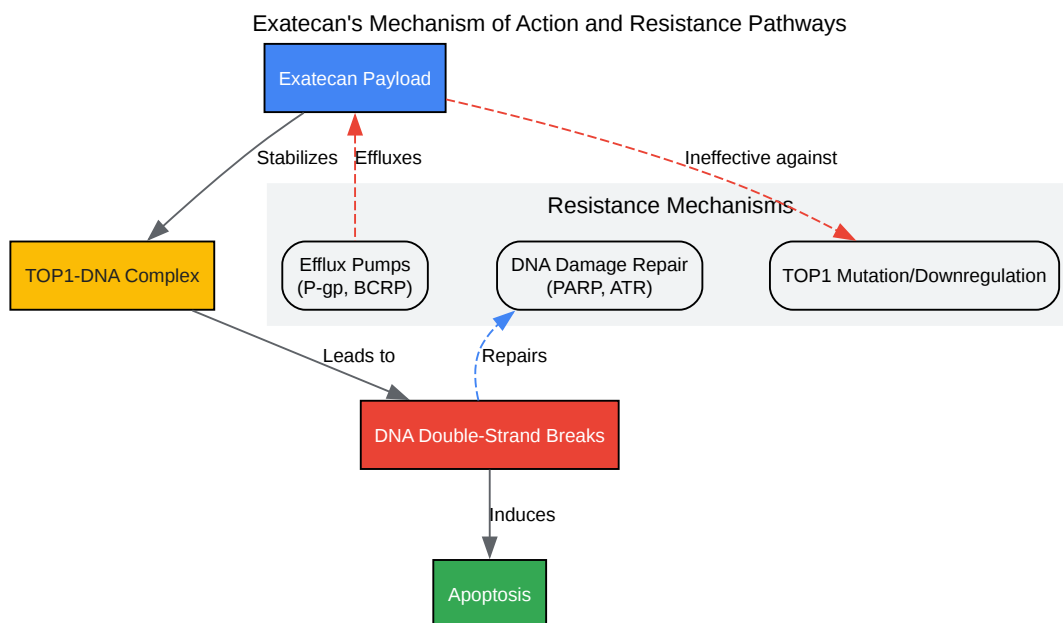 Exatecan's Mechanism of Action and Resistance Pathways
Exatecan Payload
Stabilizes
Effluxes
Ineffective against
Resistance Mechanisms
TOP1-DNA Complex
Efflux Pumps
(P-gp, BCRP)
DNA Damage Repair
(PARP, ATR)
TOP1 Mutation/Downregulation
Leads to
Repairs
DNA Double-Strand Breaks
Induces
Apoptosis